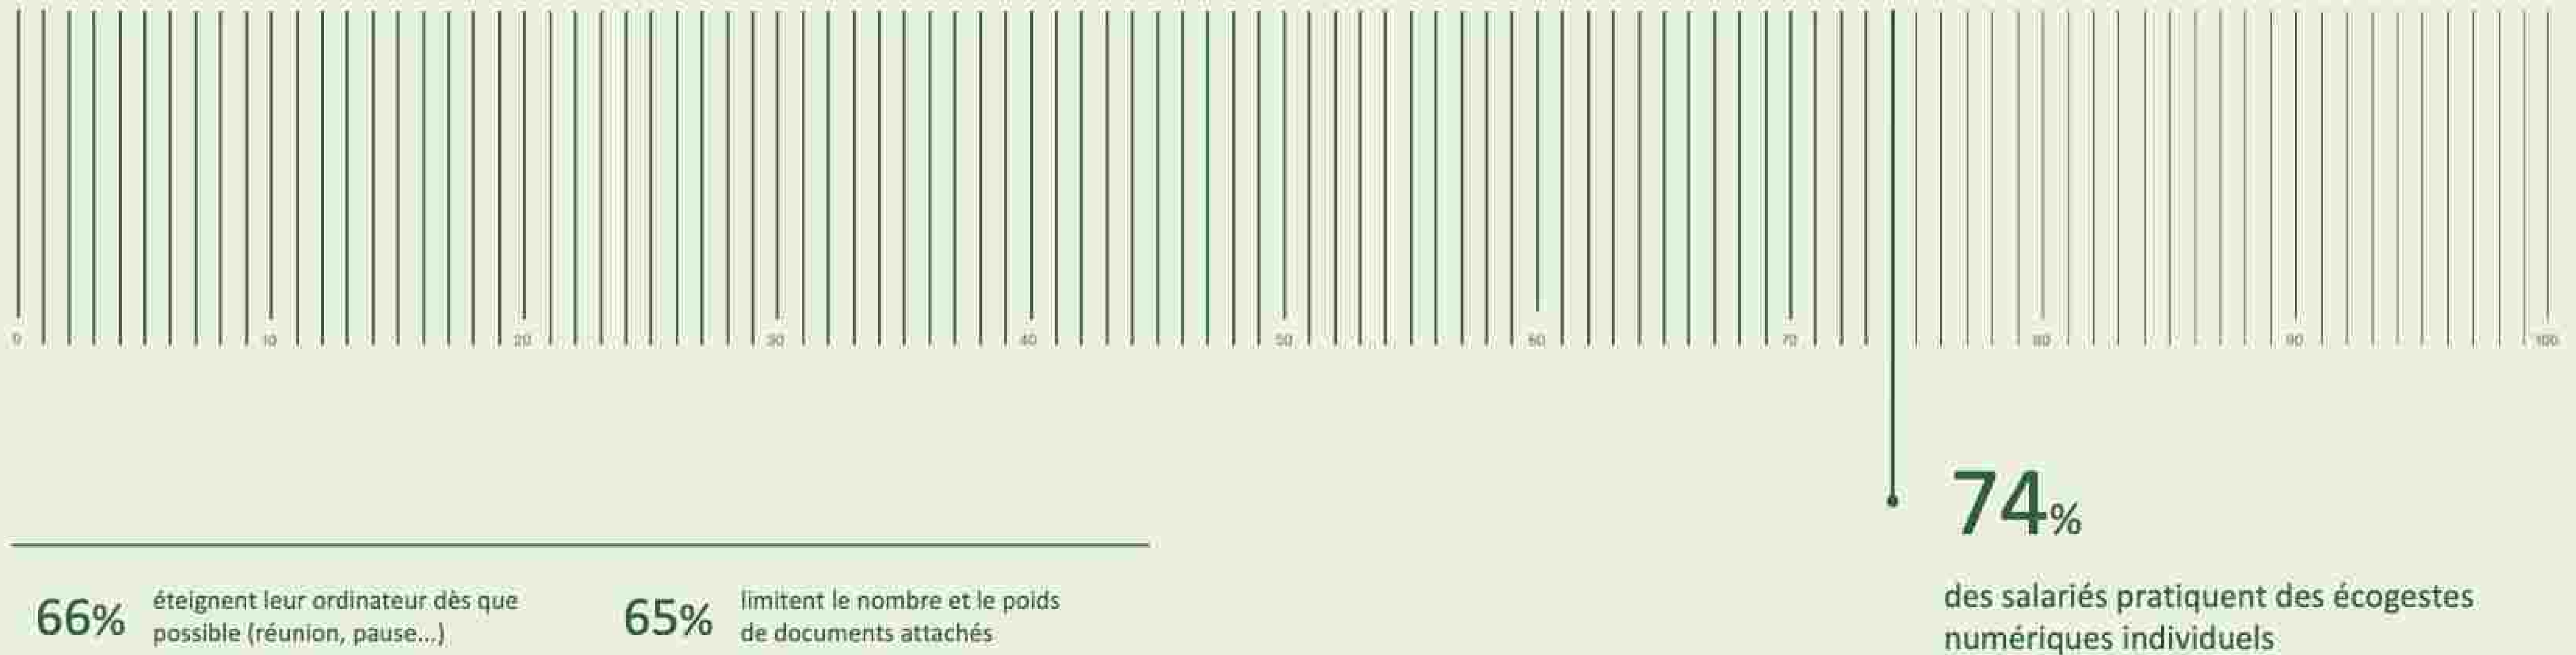 0 10 20 30 40 50 60 70 80 90 100
74%
des salariés pratiquent des écogestes
numériques individuels
66%
éteignent leur ordinateur dès que
possible (réunion, pause...)
65%
limitent le nombre et le poids
de documents attachés